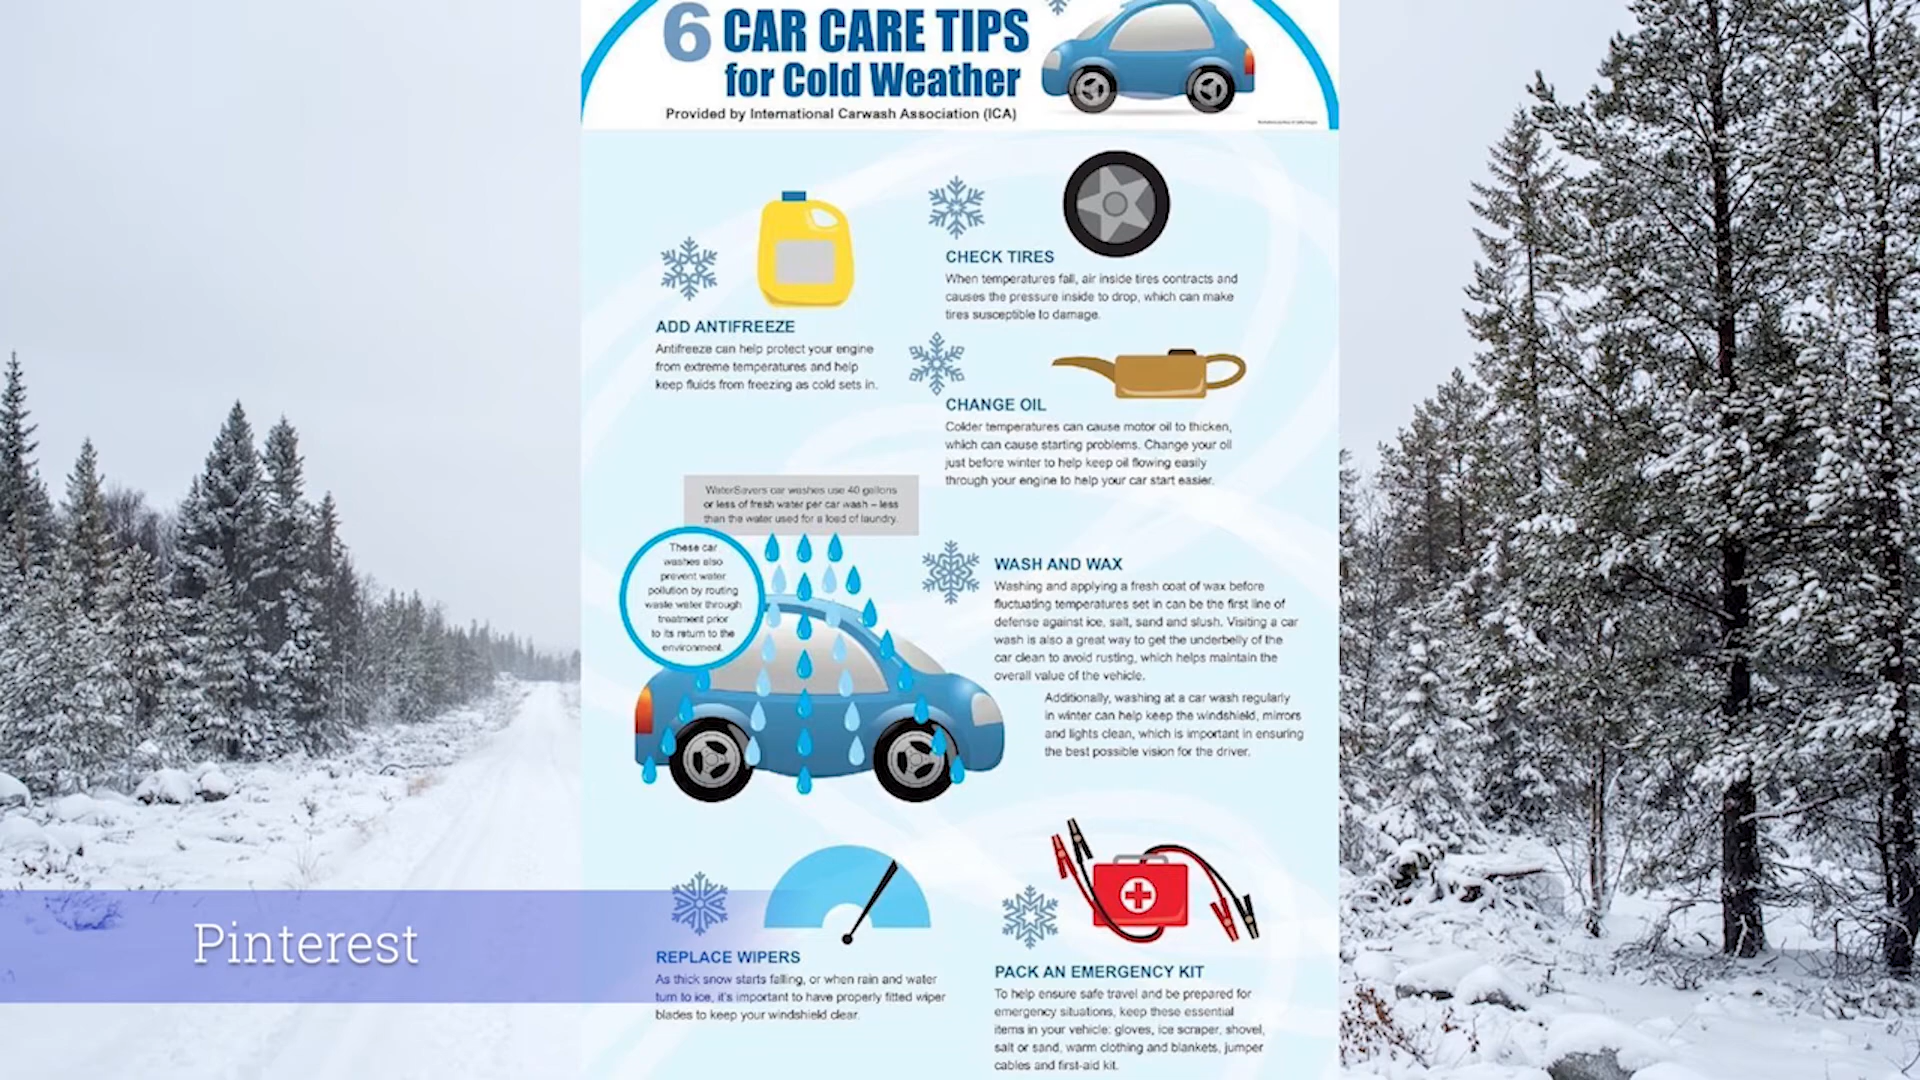 6 CAR CARE TIPS
for Cold Weather
Provided by International Carwash Association (ICA)
ADD ANTIFREEZE
Antifreeze can help protect your engine
from extreme temperatures and help
keep fluids from freezing as cold sets in.
CHECK TIRES
When temperatures fall, air inside tires contracts and
causes the pressure inside to drop, which can make
tires susceptible to damage.
CHANGE OIL
Colder temperatures can cause motor oil to thicken,
which can cause starting problems. Change your oil
just before winter to help keep oil flowing easily
through your engine to help your car start easier.
WaterSavers car washes use 40 gallons
or less of fresh water per car wash – less
than the water used for a load of laundry.
These car
washes also
prevent water
pollution by routing
waste water through
treatment prior
to its return to the
environment.
WASH AND WAX
Washing and applying a fresh coat of wax before
fluctuating temperatures set in can be the first line of
defense against ice, salt, sand and slush. Visiting a car
wash is also a great way to get the underbelly of the
car clean to avoid rusting, which helps maintain the
overall value of the vehicle.
Additionally, washing at a car wash regularly
in winter can help keep the windshield, mirrors
and lights clean, which is important in ensuring
the best possible vision for the driver.
REPLACE WIPERS
As thick snow starts falling, or when rain and water
turn to ice, it's important to have properly fitted wiper
blades to keep your windshield clear.
PACK AN EMERGENCY KIT
To help ensure safe travel and be prepared for
emergency situations, keep these essential
items in your vehicle: gloves, ice scraper, shovel,
salt or sand, warm clothing and blankets, jumper
cables and first-aid kit.
Pinterest